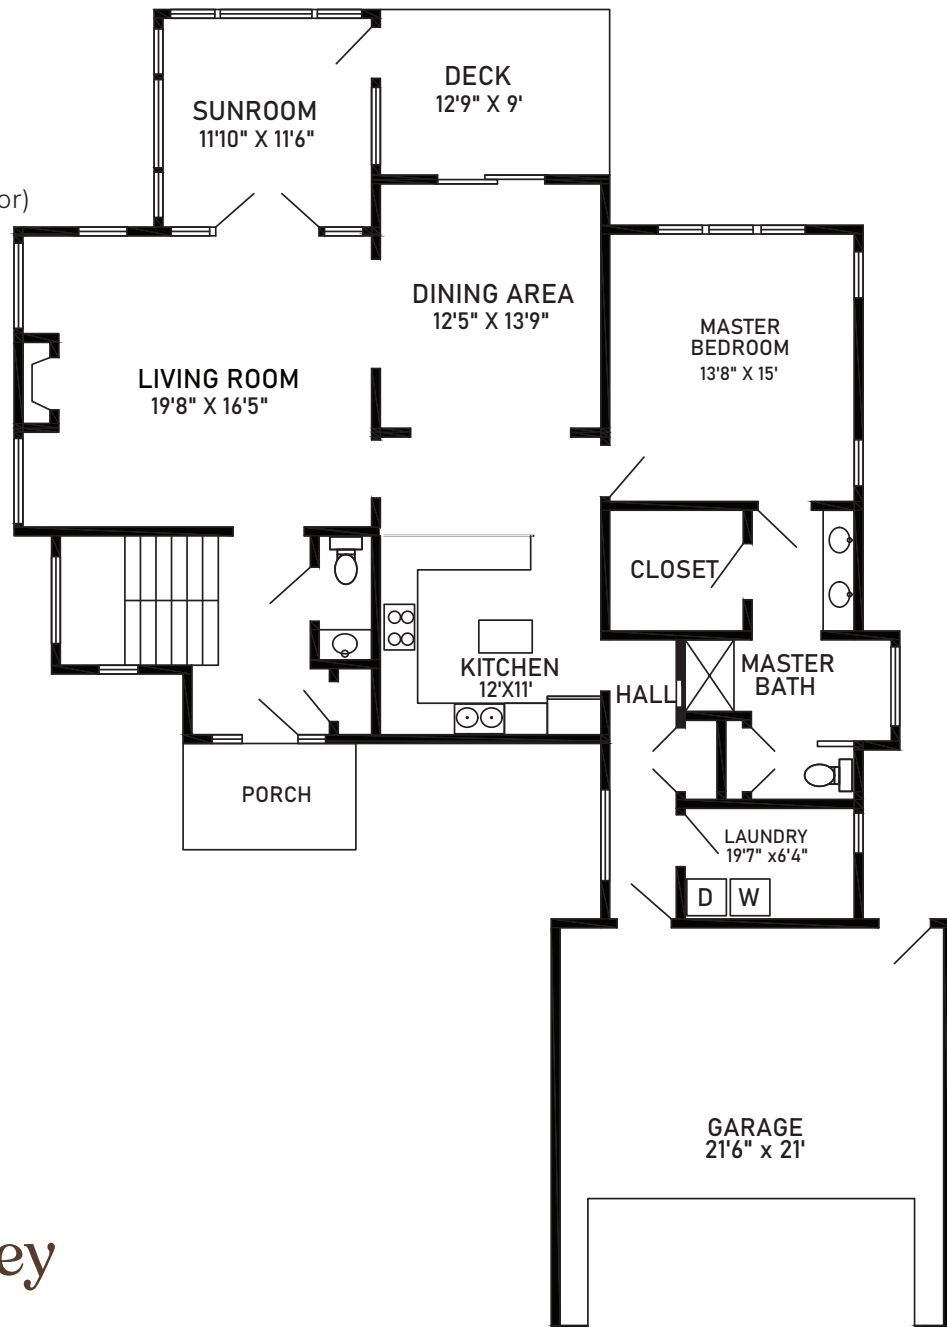 DECK
12'9" X 9'
SUNROOM
11'10" X 11'6"
or)
DINING AREA
12'5" X 13'9"
MASTER
BEDROOM
13'8" X 15'
LIVING ROOM
19'8" X 16'5"
CLOSET
KITCHEN
12'X11'
MASTER
BATH
HALL
PORCH
LAUNDRY
19'7" x6'4"
D
W
GARAGE
21'6" x 21'
ey